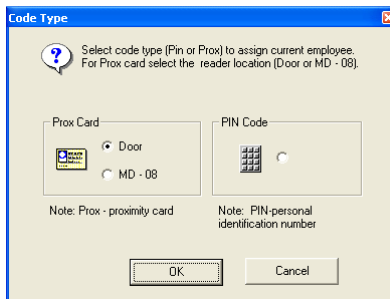 Code Type
Select code type (Pin or Prox) to assign current employee.
For Prox card select the reader location (Door or MD - 08).
Prox Card
PIN Code
Door
MD - 08
Note: Prox - proximity card
Note: PIN-personal
identification number
OK
Cancel